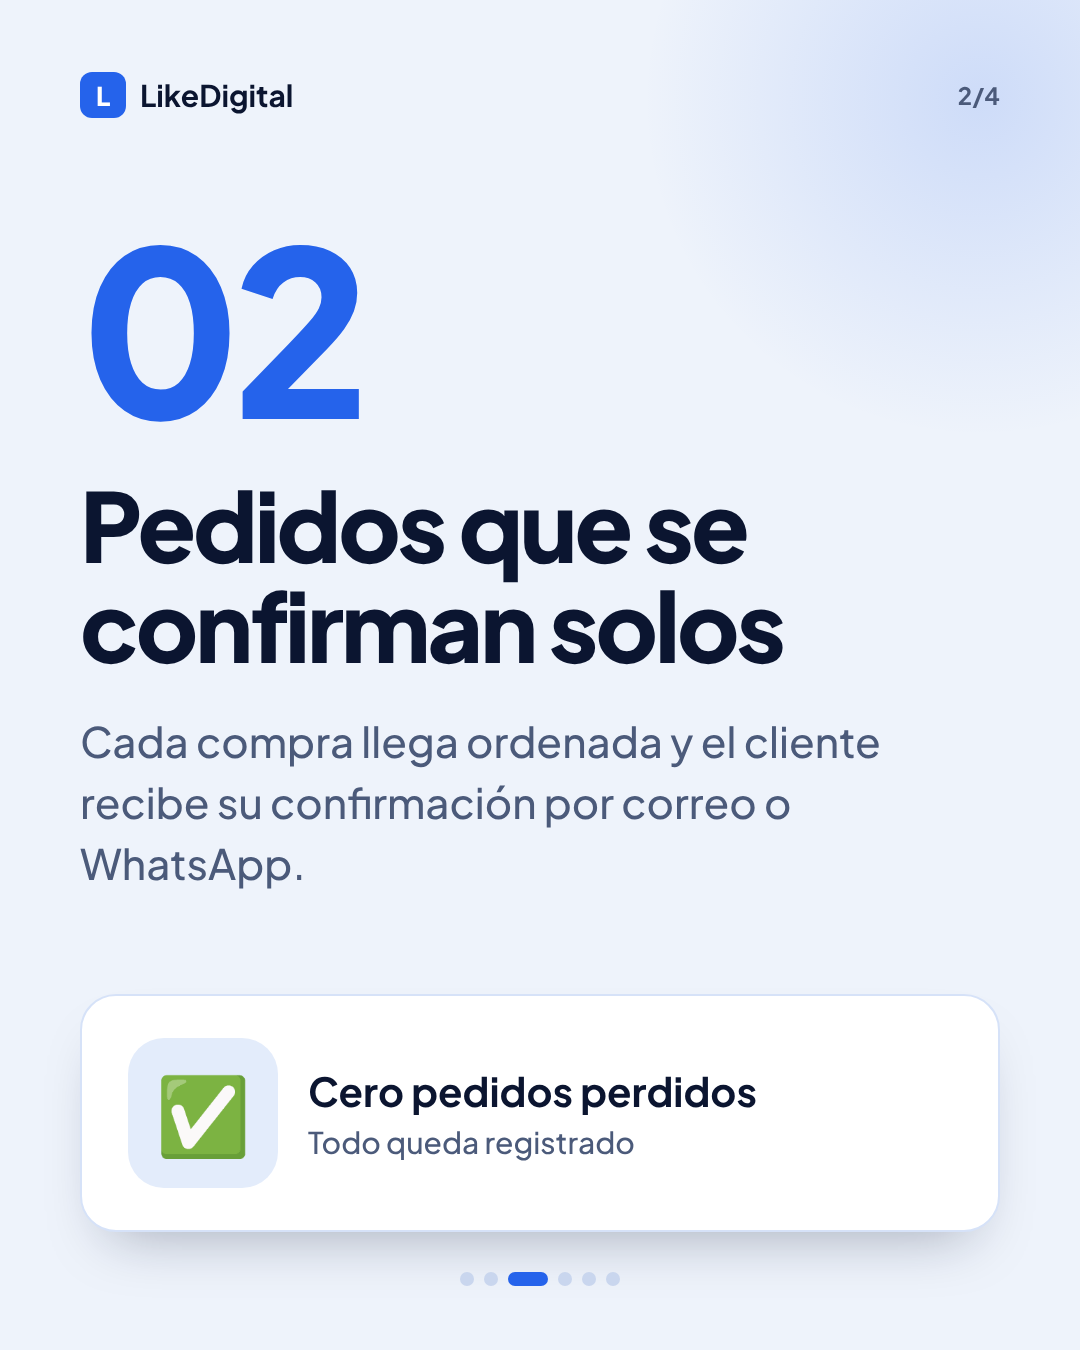 L LikeDigital
2/4
02
Pedidos que se
confirman solos
Cada compra llega ordenada y el cliente
recibe su confirmación por correo o
WhatsApp.
Cero pedidos perdidos
Todo queda registrado